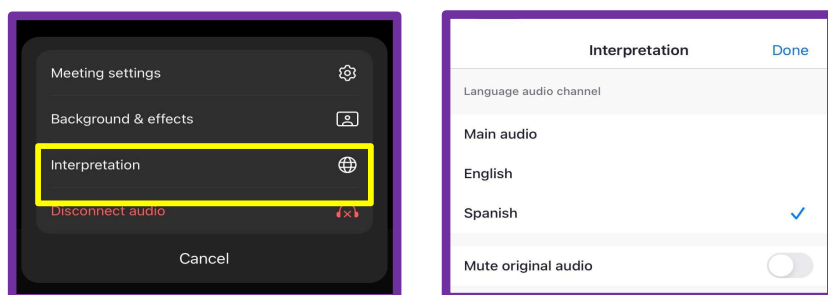 Meeting settings
Background & effects
Interpretation
Disconnect audio
Cancel
Interpretation Done
Language audio channel
Main audio
English
Spanish
Mute original audio